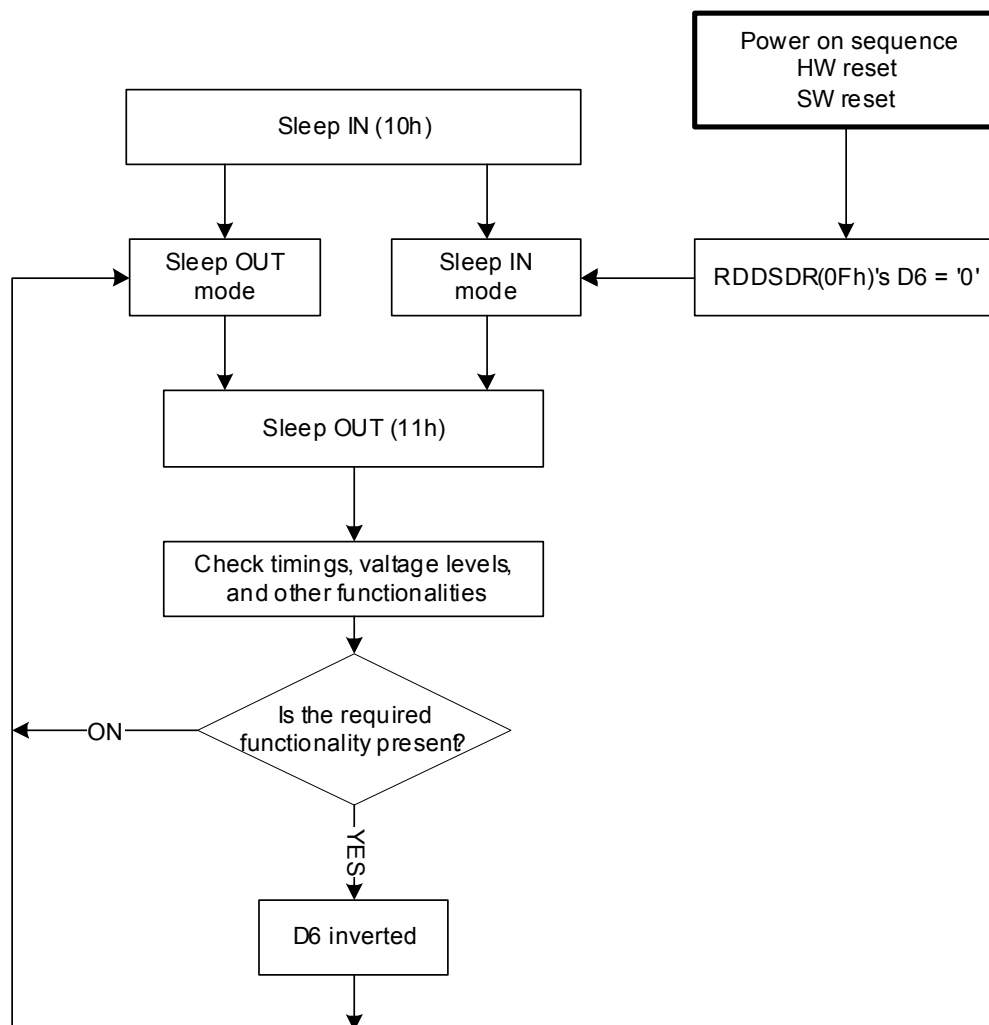 Power on sequence
HW reset
SW reset
Sleep IN (10h)
Sleep OUT
mode
Sleep IN
mode
RDDSDR(0Fh)'s D6 = '0'
Sleep OUT (11h)
Check timings, valtage levels,
and other functionalities
Is the required
functionality present?
ON
YES
D6 inverted